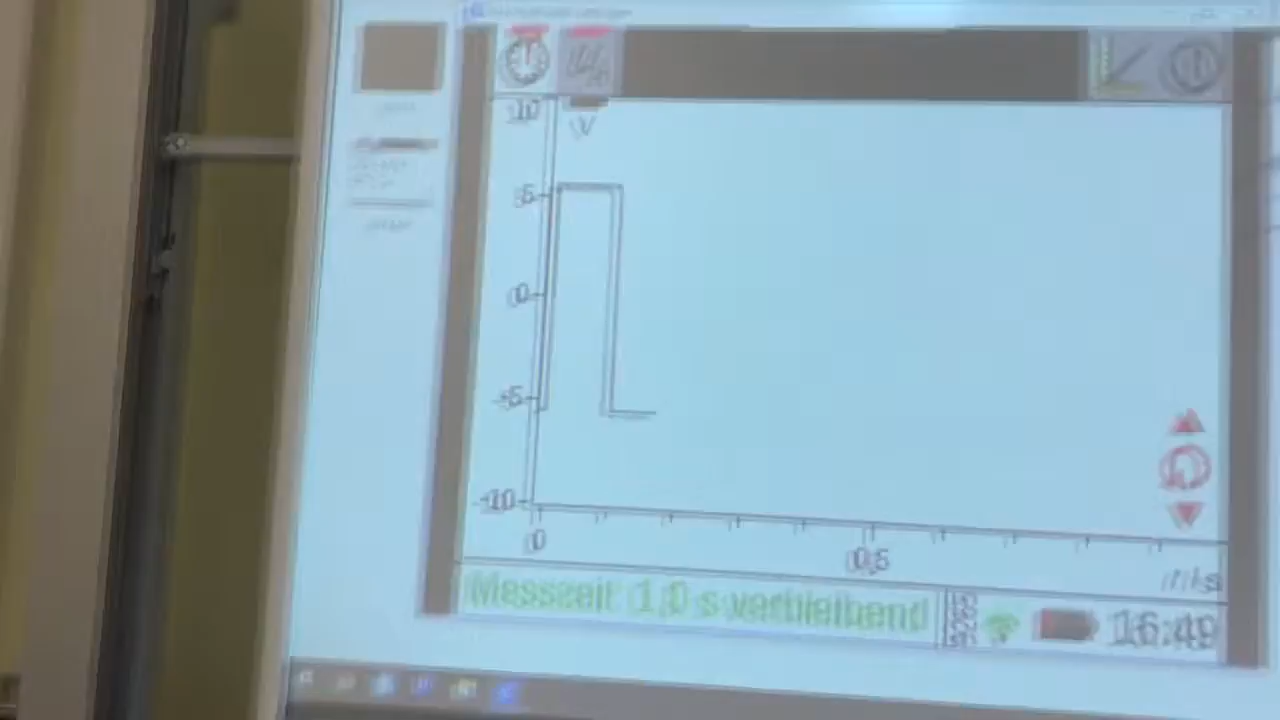 10
V
5
0
-5
-10
0
0,5
t / s
Messzeit: 1,0 s verbleibend
16:49